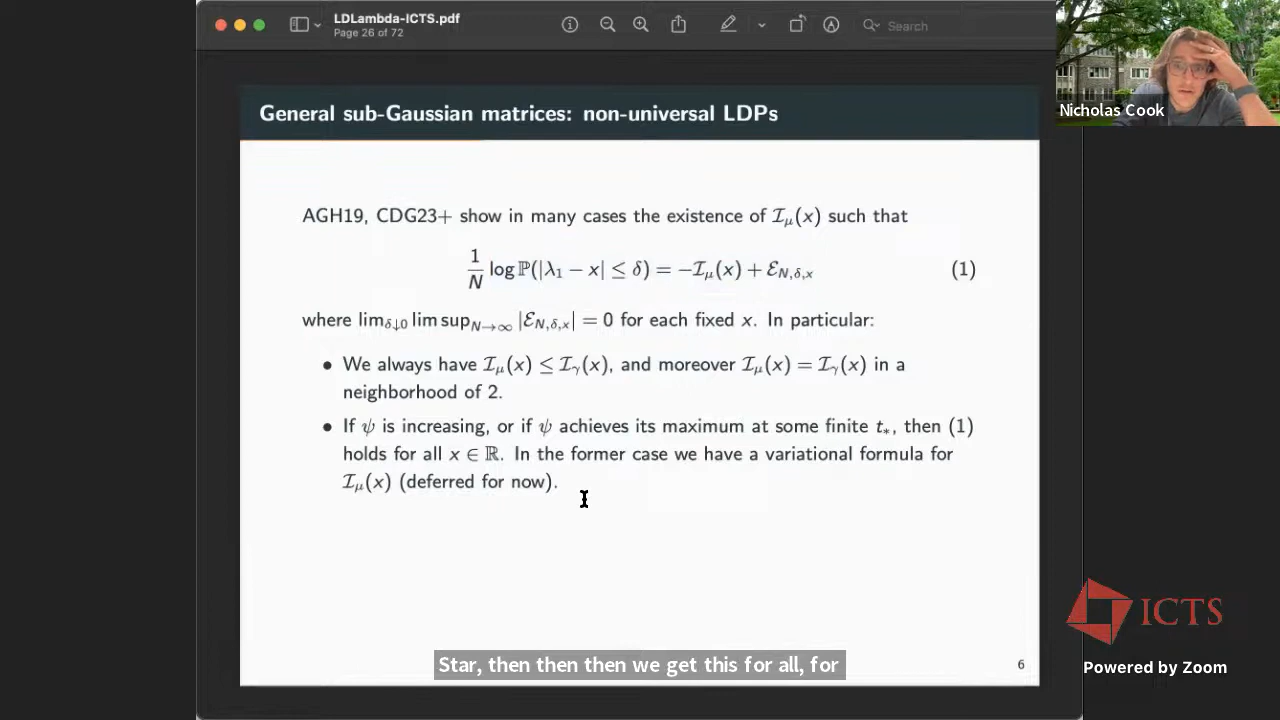 LDLambda-ICTS.pdf
Page 26 of 72
Search
Nicholas Cook
General sub-Gaussian matrices: non-universal LDPs
AGH19, CDG23+ show in many cases the existence of 𝓘_μ(x) such that
1/N log ℙ(|λ₁ − x| ≤ δ) = −𝓘_μ(x) + 𝓔_{N,δ,x} (1)
where lim_{δ↓0} lim sup_{N→∞} |𝓔_{N,δ,x}| = 0 for each fixed x. In particular:
• We always have 𝓘_μ(x) ≤ 𝓘_γ(x), and moreover 𝓘_μ(x) = 𝓘_γ(x) in a
neighborhood of 2.
• If ψ is increasing, or if ψ achieves its maximum at some finite t_*, then (1)
holds for all x ∈ ℝ. In the former case we have a variational formula for
𝓘_μ(x) (deferred for now).
ICTS
Star, then then then we get this for all, for
6
Powered by Zoom